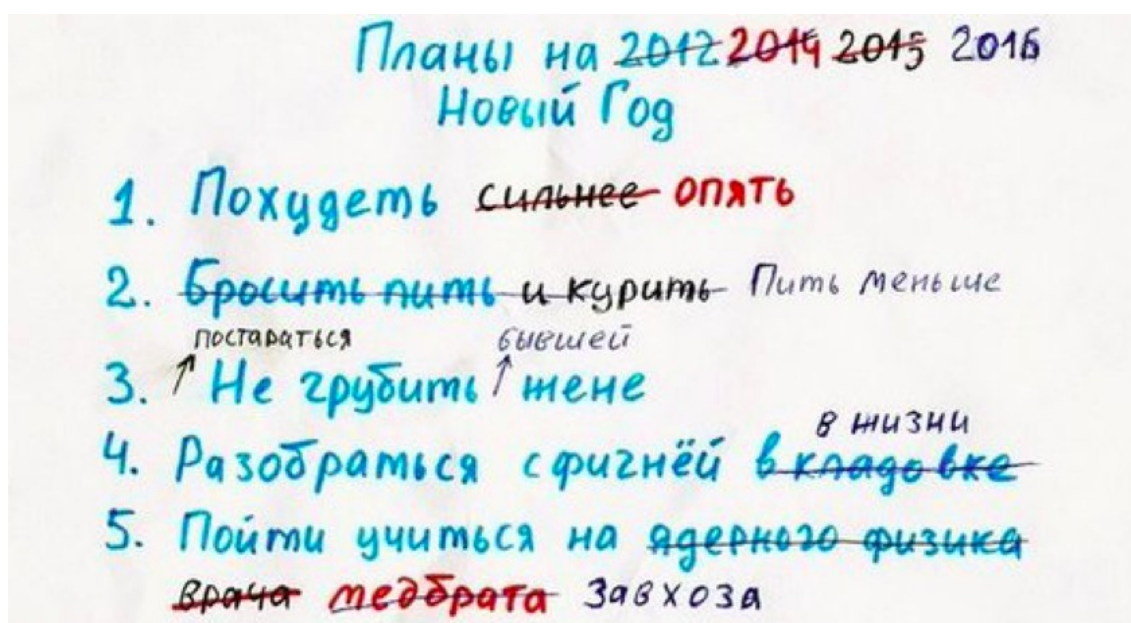 Планы на 2012 2014 2015 2016
Новый Год
1. Похудеть сильнее опять
2. Бросить пить и курить Пить меньше
постараться бывшей
3. Не грубить жене
в жизни
4. Разобраться с фигнёй в кладовке
5. Пойти учиться на ядерного физика
врача медбрата завхоза